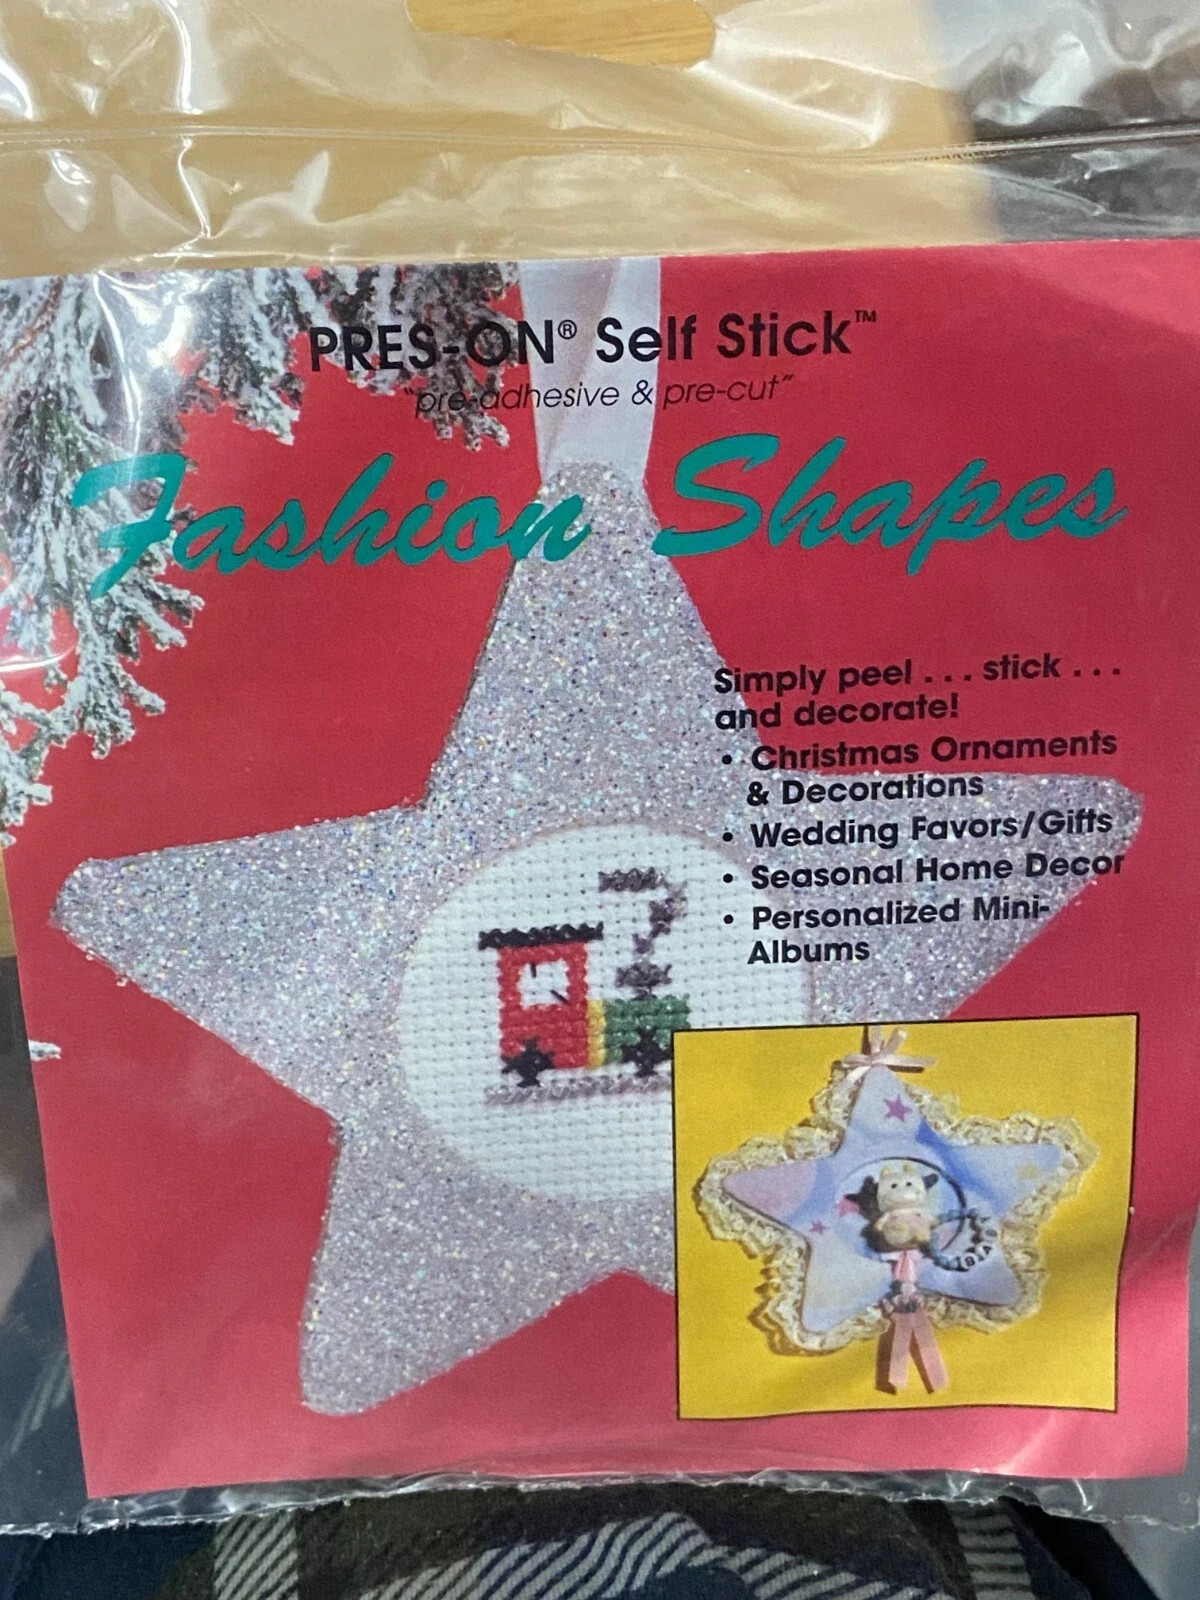 PRES-ON® Self Stick™
"pre-adhesive & pre-cut"
Fashion Shapes
Simply peel . . . stick . . .
and decorate!
• Christmas Ornaments
& Decorations
• Wedding Favors/Gifts
• Seasonal Home Decor
• Personalized Mini-
Albums